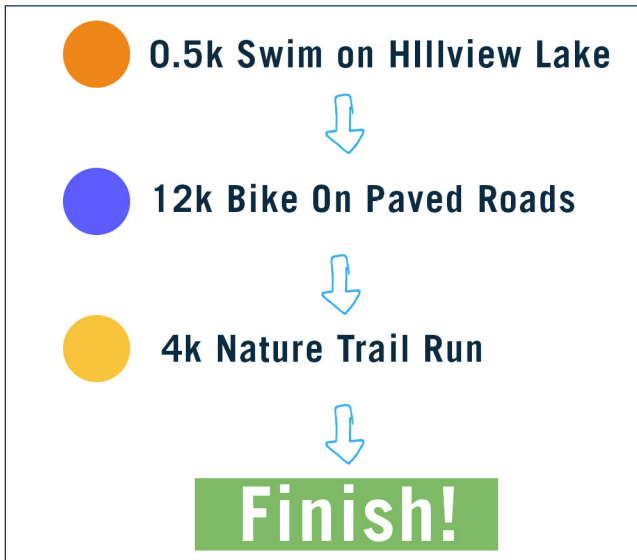 0.5k Swim on HIllview Lake
12k Bike On Paved Roads
4k Nature Trail Run
Finish!